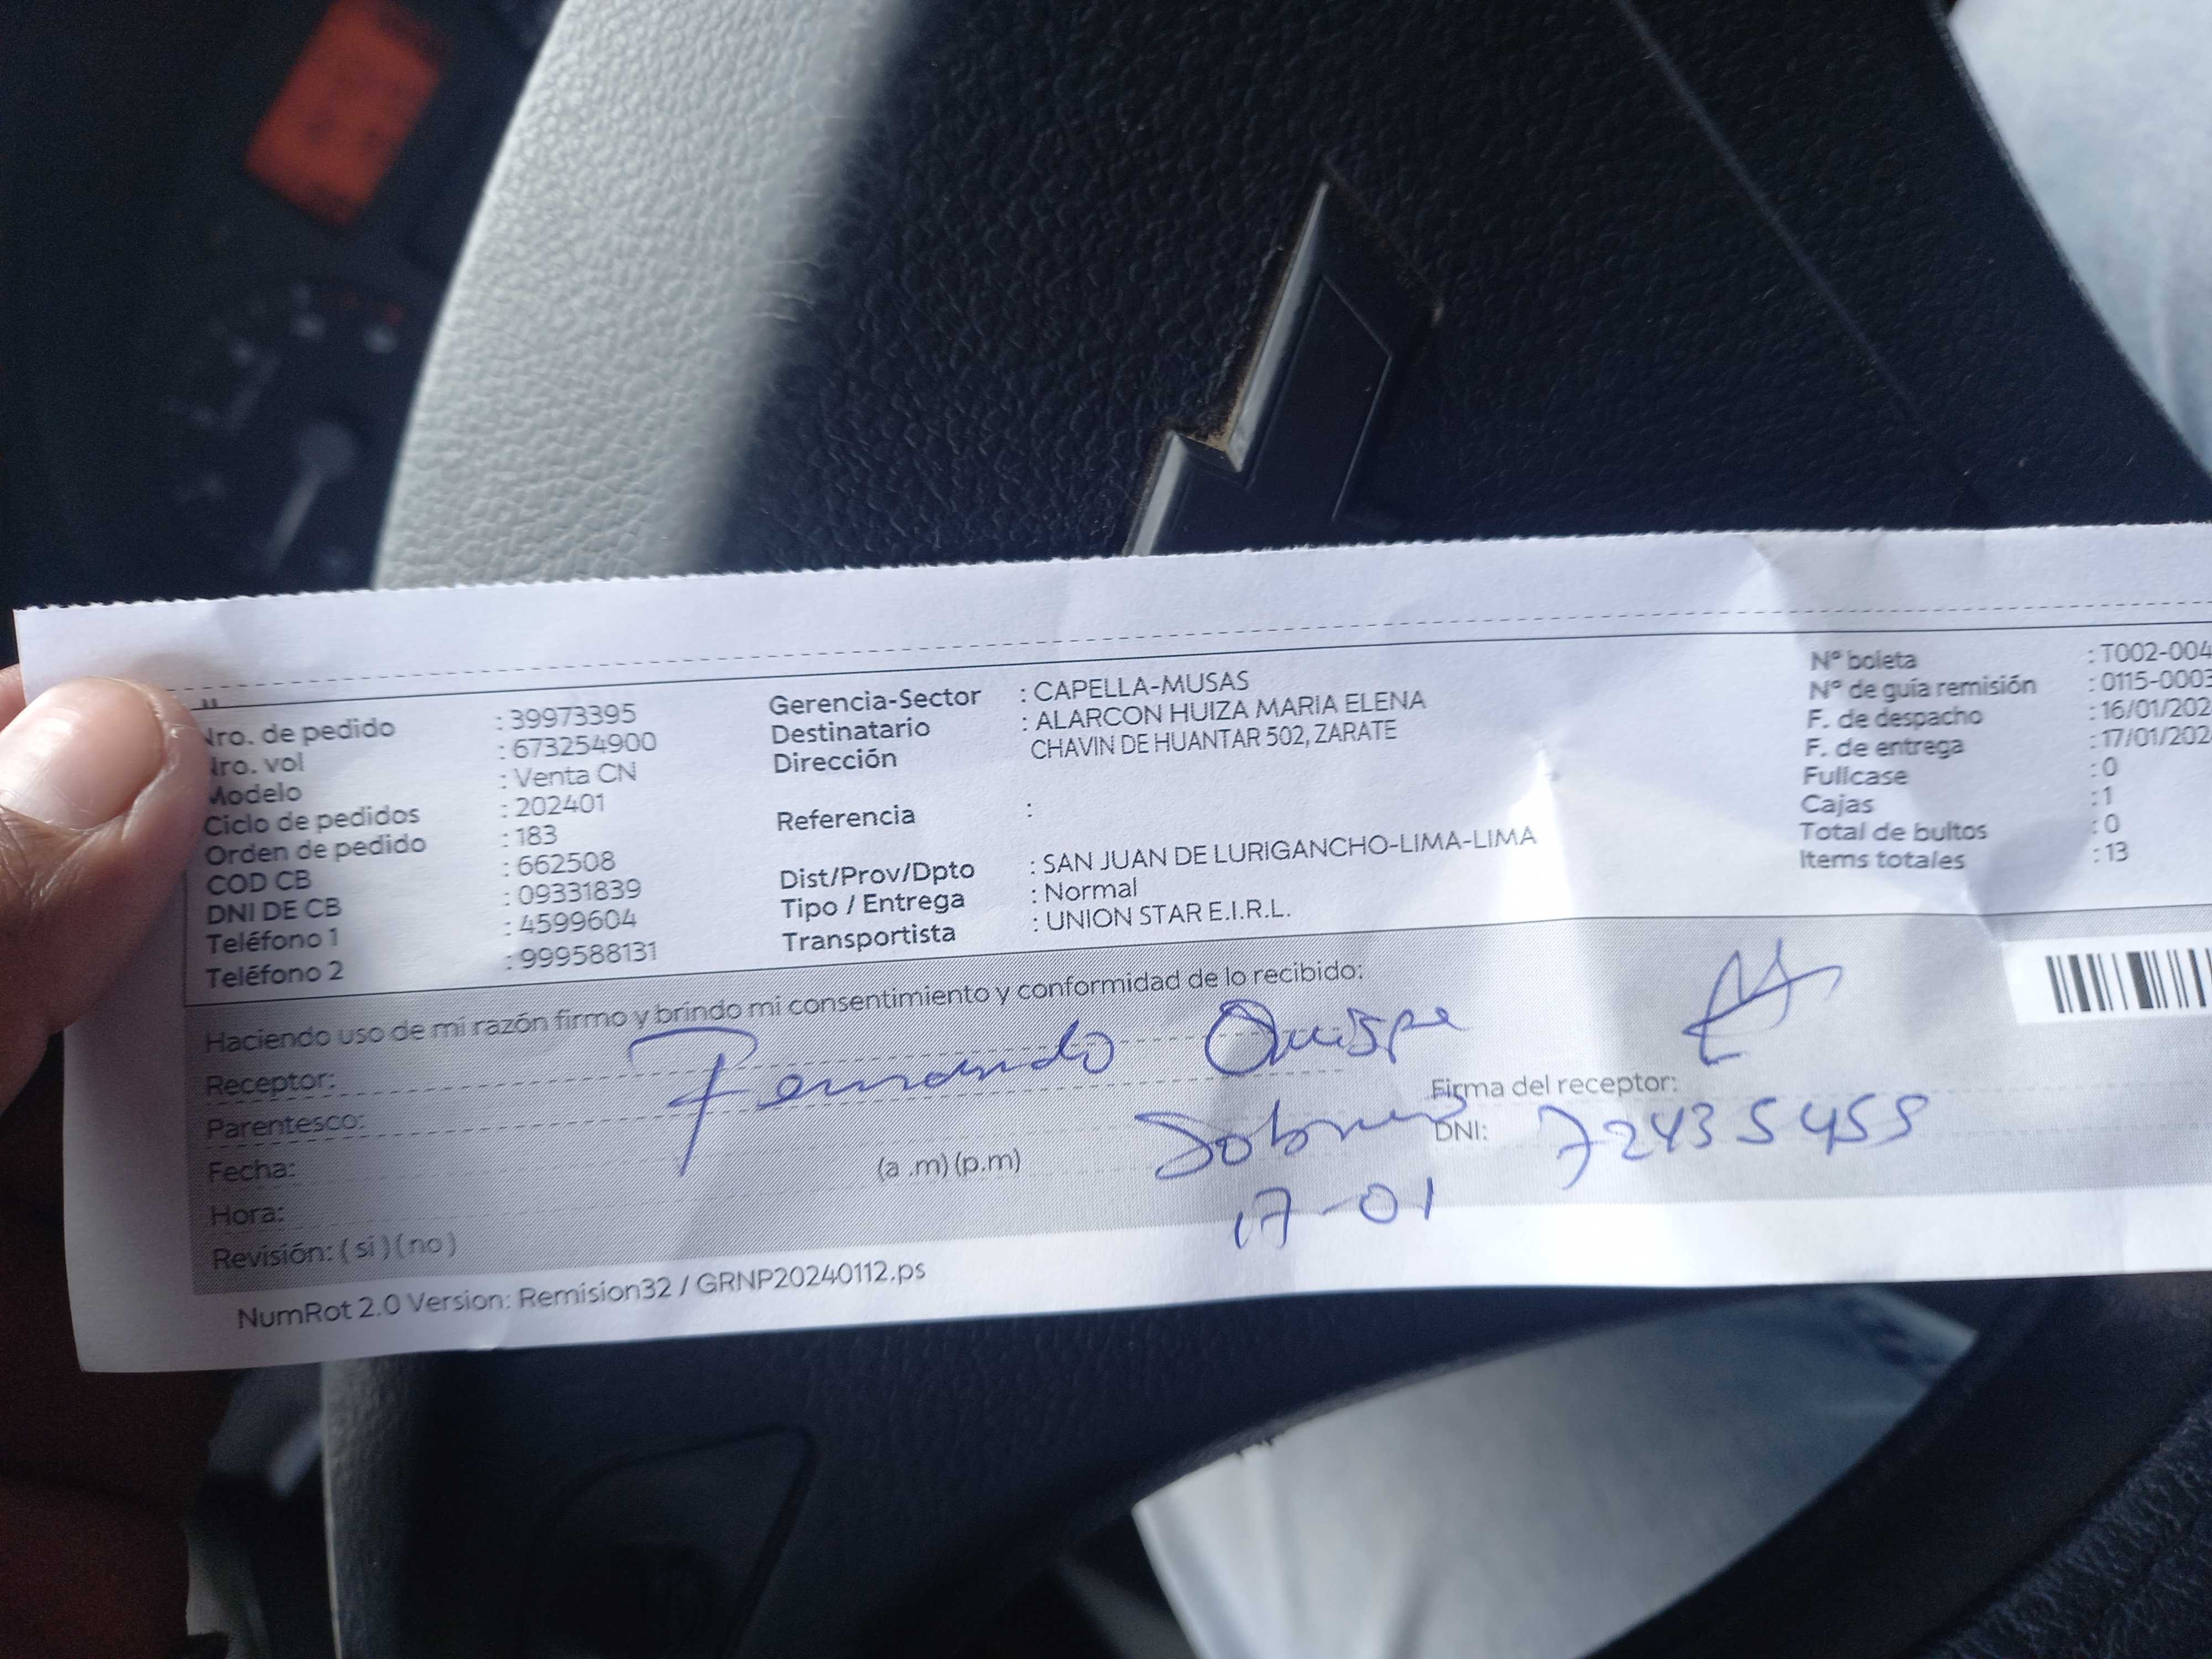 Nro. de pedido : 39973395
Nro. vol : 673254900
Modelo : Venta CN
Ciclo de pedidos : 202401
Orden de pedido : 183
COD CB : 662508
DNI DE CB : 09331839
Teléfono 1 : 4599604
Teléfono 2 : 999588131
Gerencia-Sector : CAPELLA-MUSAS
Destinatario : ALARCON HUIZA MARIA ELENA
Dirección CHAVIN DE HUANTAR 502, ZARATE
Referencia :
Dist/Prov/Dpto : SAN JUAN DE LURIGANCHO-LIMA-LIMA
Tipo / Entrega : Normal
Transportista : UNION STAR E.I.R.L.
Nº boleta : T002-004
Nº de guía remisión : 0115-0003
F. de despacho : 16/01/202
F. de entrega : 17/01/202
Fullcase : 0
Cajas : 1
Total de bultos : 0
Items totales : 13
Haciendo uso de mi razón firmo y brindo mi consentimiento y conformidad de lo recibido:
Receptor: Fernando Quispe
Parentesco: Sobrino
Firma del receptor:
DNI: 72435455
Fecha: 17-01
Hora: (a .m) (p.m)
Revisión: ( si ) ( no )
NumRot 2.0 Version: Remision32 / GRNP20240112.ps